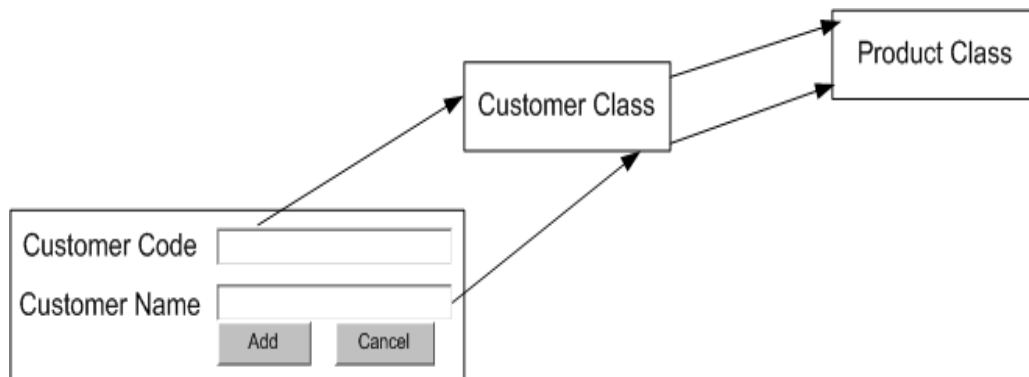 Product Class
Customer Class
Customer Code
Customer Name
Add
Cancel